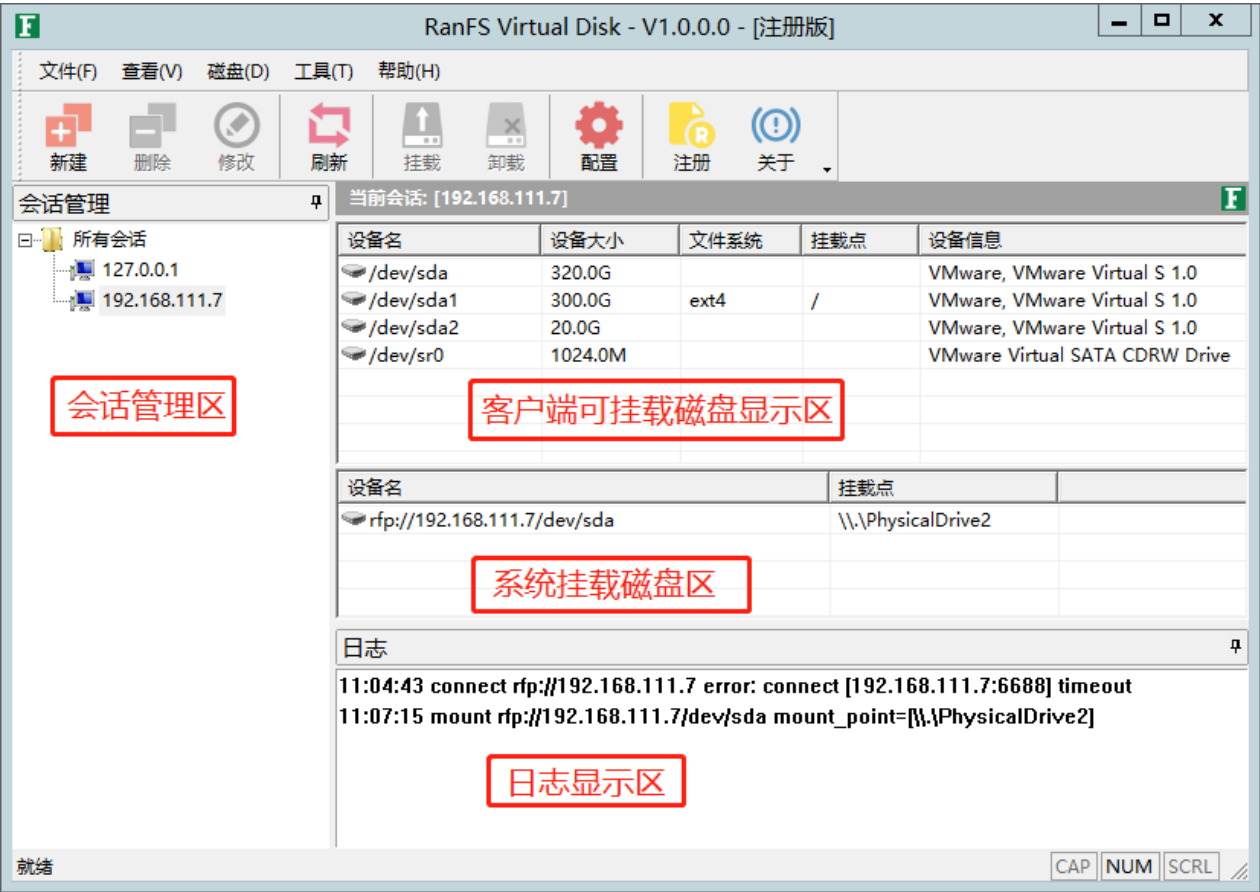 RanFS Virtual Disk - V1.0.0.0 - [注册版]
文件(F) 查看(V) 磁盘(D) 工具(T) 帮助(H)
新建 删除 修改 刷新 挂载 卸载 配置 注册 关于
会话管理
当前会话: [192.168.111.7]
所有会话
127.0.0.1
192.168.111.7
会话管理区
设备名 设备大小 文件系统 挂载点 设备信息
/dev/sda 320.0G VMware, VMware Virtual S 1.0
/dev/sda1 300.0G ext4 / VMware, VMware Virtual S 1.0
/dev/sda2 20.0G VMware, VMware Virtual S 1.0
/dev/sr0 1024.0M VMware Virtual SATA CDRW Drive
客户端可挂载磁盘显示区
设备名 挂载点
rfp://192.168.111.7/dev/sda \\.\PhysicalDrive2
系统挂载磁盘区
日志
11:04:43 connect rfp://192.168.111.7 error: connect [192.168.111.7:6688] timeout
11:07:15 mount rfp://192.168.111.7/dev/sda mount_point=[\\.\PhysicalDrive2]
日志显示区
就绪
CAP NUM SCRL